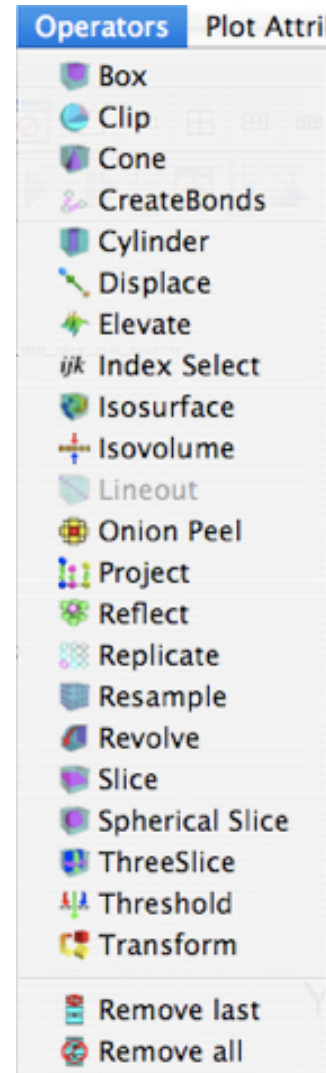 Operators Plot Attri
Box
Clip
Cone
CreateBonds
Cylinder
Displace
Elevate
ijk Index Select
Isosurface
Isovolume
Lineout
Onion Peel
Project
Reflect
Replicate
Resample
Revolve
Slice
Spherical Slice
ThreeSlice
Threshold
Transform
Remove last
Remove all